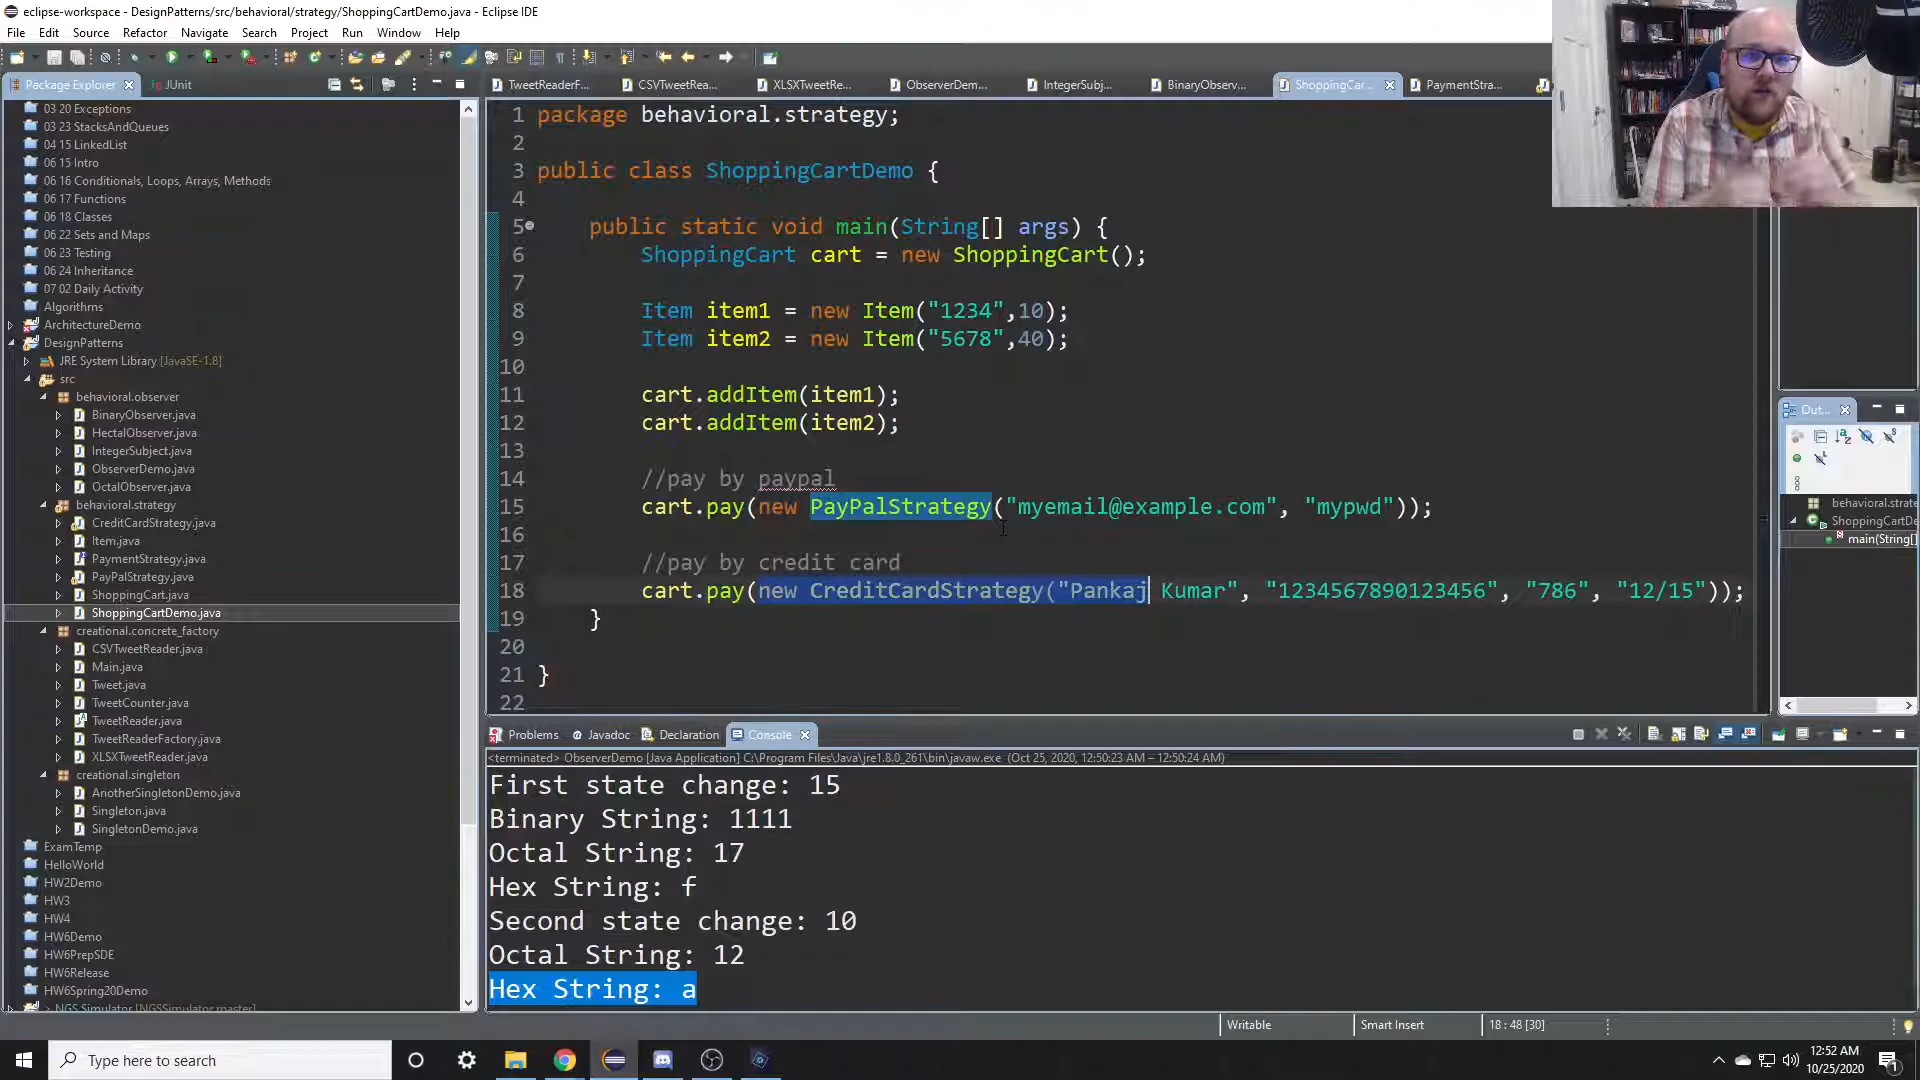 eclipse-workspace - DesignPatterns/src/behavioral/strategy/ShoppingCartDemo.java - Eclipse IDE
File Edit Source Refactor Navigate Search Project Run Window Help
Package Explorer JUnit
TweetReaderF... CSVTweetRea... XLSXTweetRe... ObserverDem... IntegerSubj... BinaryObserv... ShoppingCar... PaymentStra...
03 20 Exceptions
03 23 StacksAndQueues
04 15 LinkedList
06 15 Intro
06 16 Conditionals, Loops, Arrays, Methods
06 17 Functions
06 18 Classes
06 22 Sets and Maps
06 23 Testing
06 24 Inheritance
07 02 Daily Activity
Algorithms
ArchitectureDemo
DesignPatterns
JRE System Library [JavaSE-1.8]
src
behavioral.observer
BinaryObserver.java
HectalObserver.java
IntegerSubject.java
ObserverDemo.java
OctalObserver.java
behavioral.strategy
CreditCardStrategy.java
Item.java
PaymentStrategy.java
PayPalStrategy.java
ShoppingCart.java
ShoppingCartDemo.java
creational.concrete_factory
CSVTweetReader.java
Main.java
Tweet.java
TweetCounter.java
TweetReader.java
TweetReaderFactory.java
XLSXTweetReader.java
creational.singleton
AnotherSingletonDemo.java
Singleton.java
SingletonDemo.java
ExamTemp
HelloWorld
HW2Demo
HW3
HW4
HW6Demo
HW6PrepSDE
HW6Release
HW6Spring20Demo
> NGS Simulator [NGSSimulator master]
1 package behavioral.strategy;
2
3 public class ShoppingCartDemo {
4
5 public static void main(String[] args) {
6 ShoppingCart cart = new ShoppingCart();
7
8 Item item1 = new Item("1234",10);
9 Item item2 = new Item("5678",40);
10
11 cart.addItem(item1);
12 cart.addItem(item2);
13
14 //pay by paypal
15 cart.pay(new PayPalStrategy("myemail@example.com", "mypwd"));
16
17 //pay by credit card
18 cart.pay(new CreditCardStrategy("Pankaj Kumar", "1234567890123456", "786", "12/15"));
19 }
20
21 }
22
Out...
behavioral.strate
ShoppingCartDe
main(String[]
Problems Javadoc Declaration Console
<terminated> ObserverDemo [Java Application] C:\Program Files\Java\jre1.8.0_261\bin\javaw.exe (Oct 25, 2020, 12:50:23 AM – 12:50:24 AM)
First state change: 15
Binary String: 1111
Octal String: 17
Hex String: f
Second state change: 10
Octal String: 12
Hex String: a
Writable Smart Insert 18 : 48 [30]
Type here to search
12:52 AM
10/25/2020